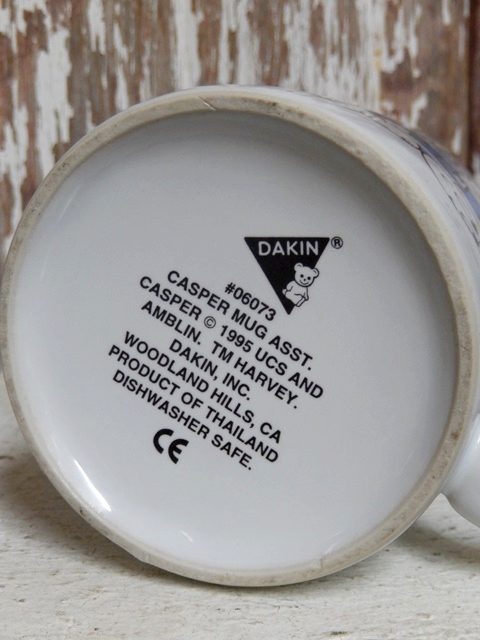 DAKIN®
#06073
CASPER MUG ASST.
CASPER © 1995 UCS AND
AMBLIN. TM HARVEY.
DAKIN, INC.
WOODLAND HILLS, CA
PRODUCT OF THAILAND
DISHWASHER SAFE.
CE